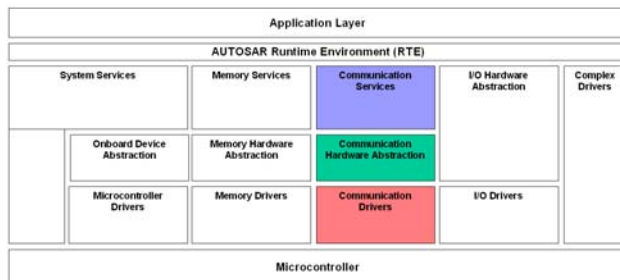 Application Layer
AUTOSAR Runtime Environment (RTE)
System Services
Memory Services
Communication
Services
I/O Hardware
Abstraction
Complex
Drivers
Onboard Device
Abstraction
Memory Hardware
Abstraction
Communication
Hardware Abstraction
Microcontroller
Drivers
Memory Drivers
Communication
Drivers
I/O Drivers
Microcontroller